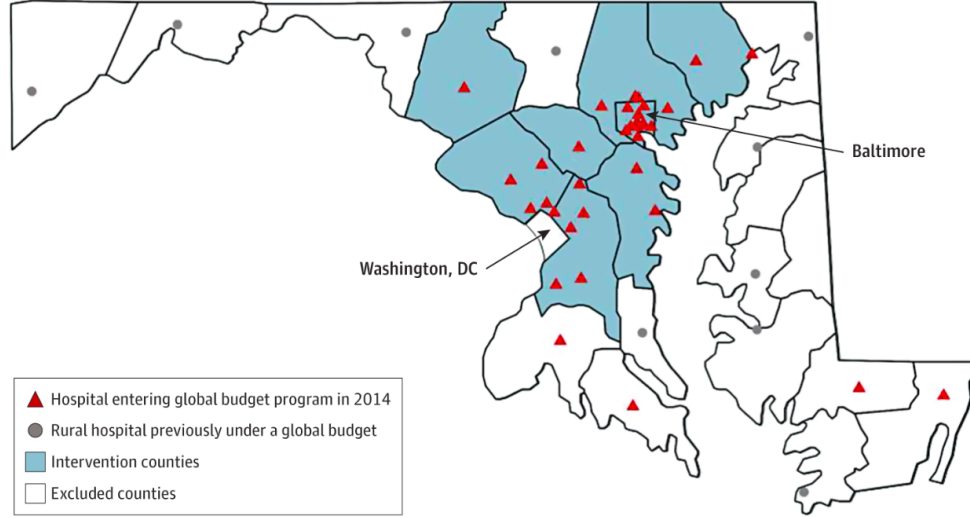 Baltimore
Washington, DC
Hospital entering global budget program in 2014
Rural hospital previously under a global budget
Intervention counties
Excluded counties